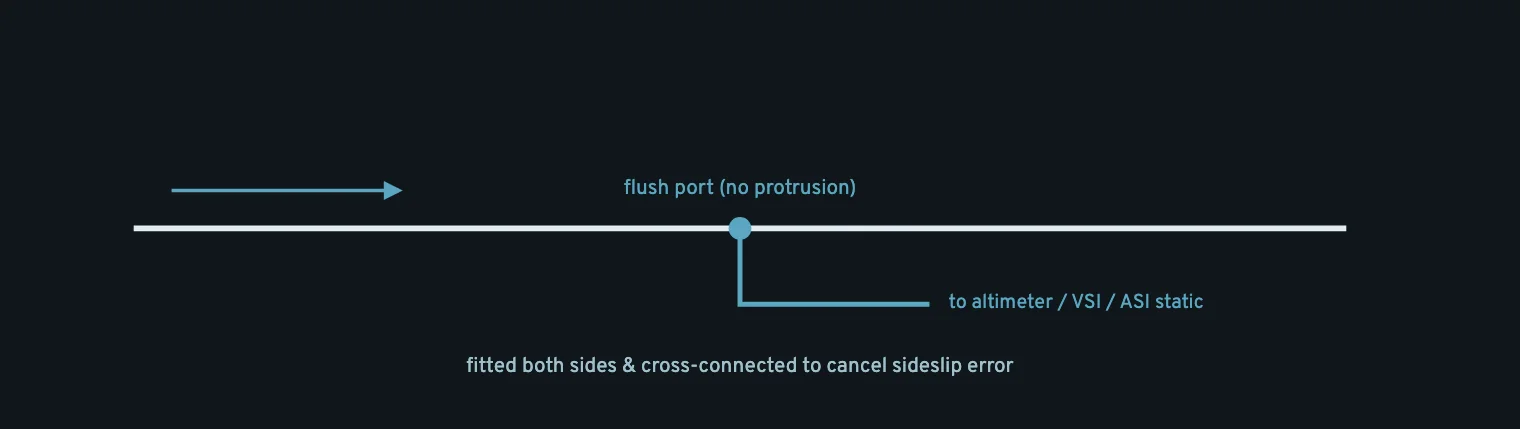 flush port (no protrusion)
to altimeter / VSI / ASI static
fitted both sides & cross-connected to cancel sideslip error